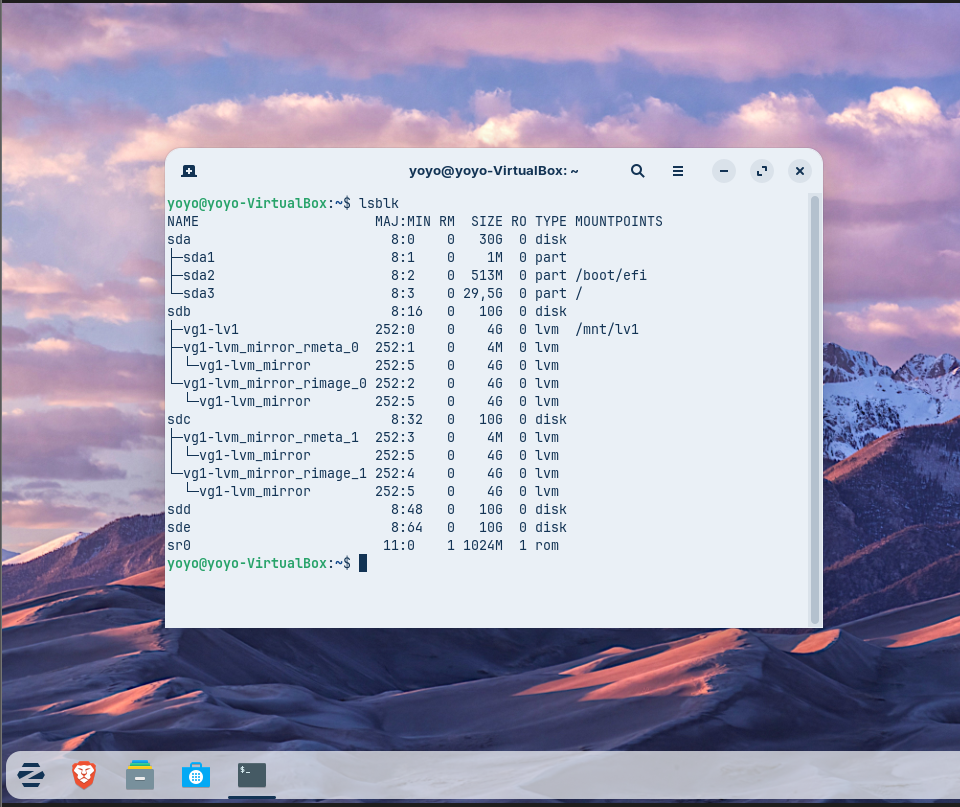 yoyo@yoyo-VirtualBox: ~
yoyo@yoyo-VirtualBox:~$ lsblk
NAME                      MAJ:MIN RM  SIZE RO TYPE MOUNTPOINTS
sda                         8:0    0   30G  0 disk
├─sda1                      8:1    0    1M  0 part
├─sda2                      8:2    0  513M  0 part /boot/efi
└─sda3                      8:3    0 29,5G  0 part /
sdb                         8:16   0   10G  0 disk
├─vg1-lv1                 252:0    0    4G  0 lvm  /mnt/lv1
├─vg1-lvm_mirror_rmeta_0  252:1    0    4M  0 lvm
│ └─vg1-lvm_mirror        252:5    0    4G  0 lvm
└─vg1-lvm_mirror_rimage_0 252:2    0    4G  0 lvm
  └─vg1-lvm_mirror        252:5    0    4G  0 lvm
sdc                         8:32   0   10G  0 disk
├─vg1-lvm_mirror_rmeta_1  252:3    0    4M  0 lvm
│ └─vg1-lvm_mirror        252:5    0    4G  0 lvm
└─vg1-lvm_mirror_rimage_1 252:4    0    4G  0 lvm
  └─vg1-lvm_mirror        252:5    0    4G  0 lvm
sdd                         8:48   0   10G  0 disk
sde                         8:64   0   10G  0 disk
sr0                        11:0    1 1024M  1 rom
yoyo@yoyo-VirtualBox:~$
$_